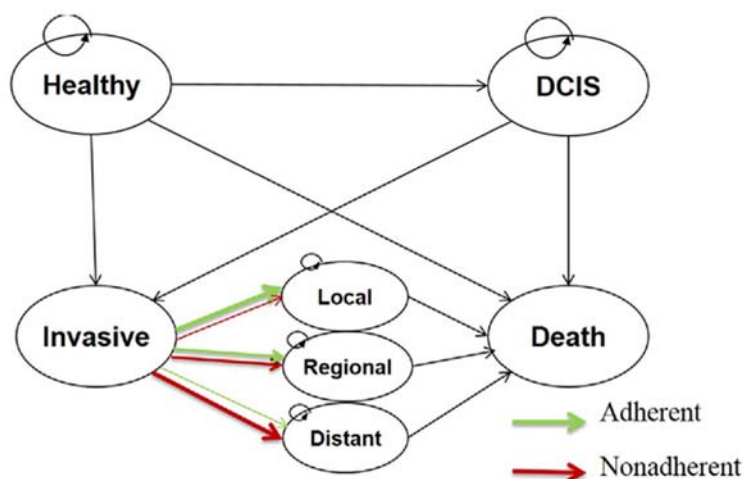 Healthy
DCIS
Invasive
Local
Regional
Distant
Death
Adherent
Nonadherent